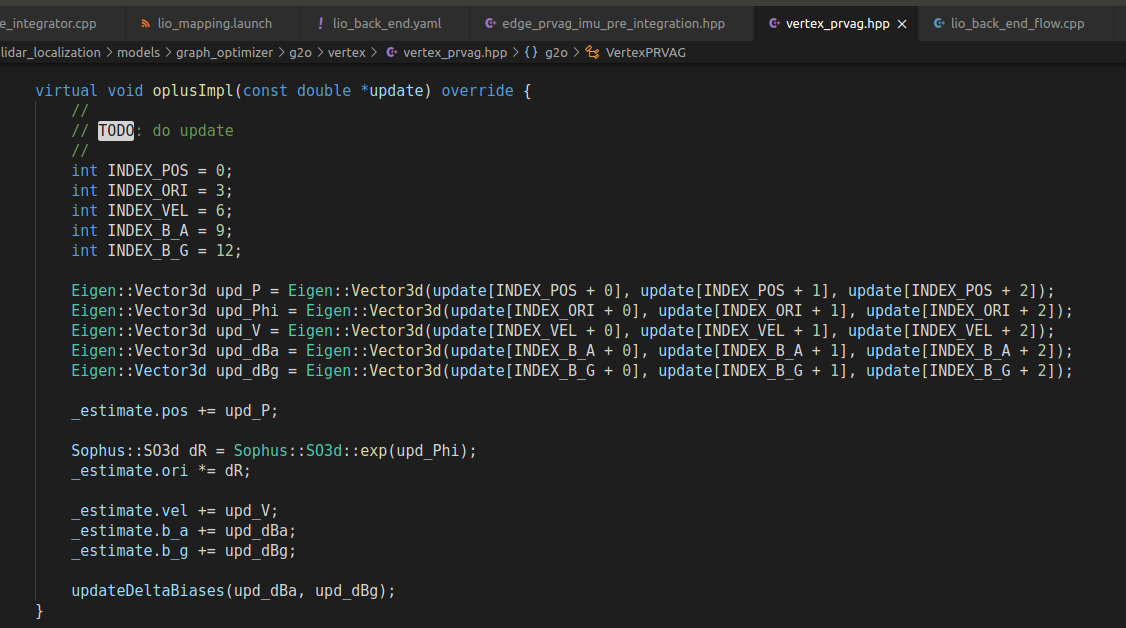 e_integrator.cpp lio_mapping.launch ! lio_back_end.yaml edge_prvag_imu_pre_integration.hpp vertex_prvag.hpp × lio_back_end_flow.cpp
lidar_localization > models > graph_optimizer > g2o > vertex > vertex_prvag.hpp > {} g2o > VertexPRVAG
virtual void oplusImpl(const double *update) override {
//
// TODO: do update
//
int INDEX_POS = 0;
int INDEX_ORI = 3;
int INDEX_VEL = 6;
int INDEX_B_A = 9;
int INDEX_B_G = 12;
Eigen::Vector3d upd_P = Eigen::Vector3d(update[INDEX_POS + 0], update[INDEX_POS + 1], update[INDEX_POS + 2]);
Eigen::Vector3d upd_Phi = Eigen::Vector3d(update[INDEX_ORI + 0], update[INDEX_ORI + 1], update[INDEX_ORI + 2]);
Eigen::Vector3d upd_V = Eigen::Vector3d(update[INDEX_VEL + 0], update[INDEX_VEL + 1], update[INDEX_VEL + 2]);
Eigen::Vector3d upd_dBa = Eigen::Vector3d(update[INDEX_B_A + 0], update[INDEX_B_A + 1], update[INDEX_B_A + 2]);
Eigen::Vector3d upd_dBg = Eigen::Vector3d(update[INDEX_B_G + 0], update[INDEX_B_G + 1], update[INDEX_B_G + 2]);
_estimate.pos += upd_P;
Sophus::SO3d dR = Sophus::SO3d::exp(upd_Phi);
_estimate.ori *= dR;
_estimate.vel += upd_V;
_estimate.b_a += upd_dBa;
_estimate.b_g += upd_dBg;
updateDeltaBiases(upd_dBa, upd_dBg);
}